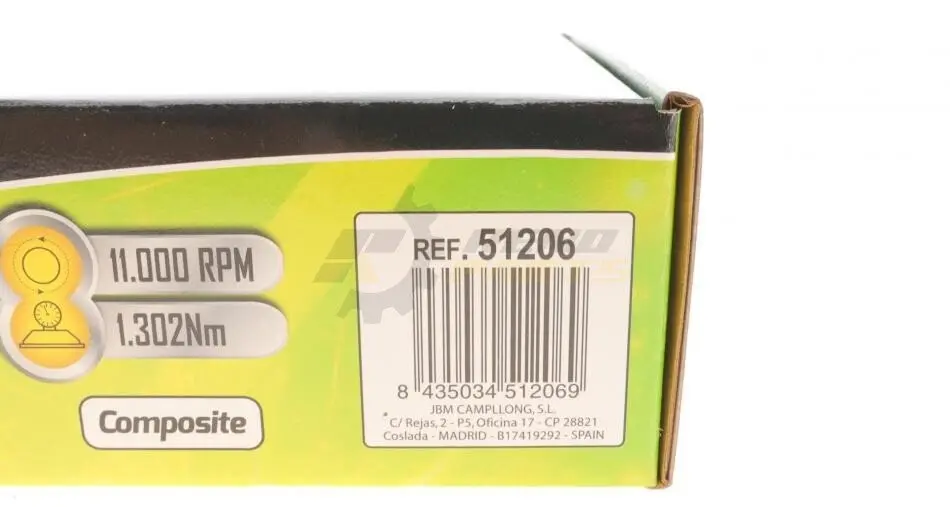 11.000 RPM
1.302Nm
Composite
REF. 51206
8 435034 512069
JBM CAMPLLONG, S.L.
C/ Rejas, 2 - P5, Oficina 17 - CP 28821
Coslada - MADRID - B17419292 - SPAIN